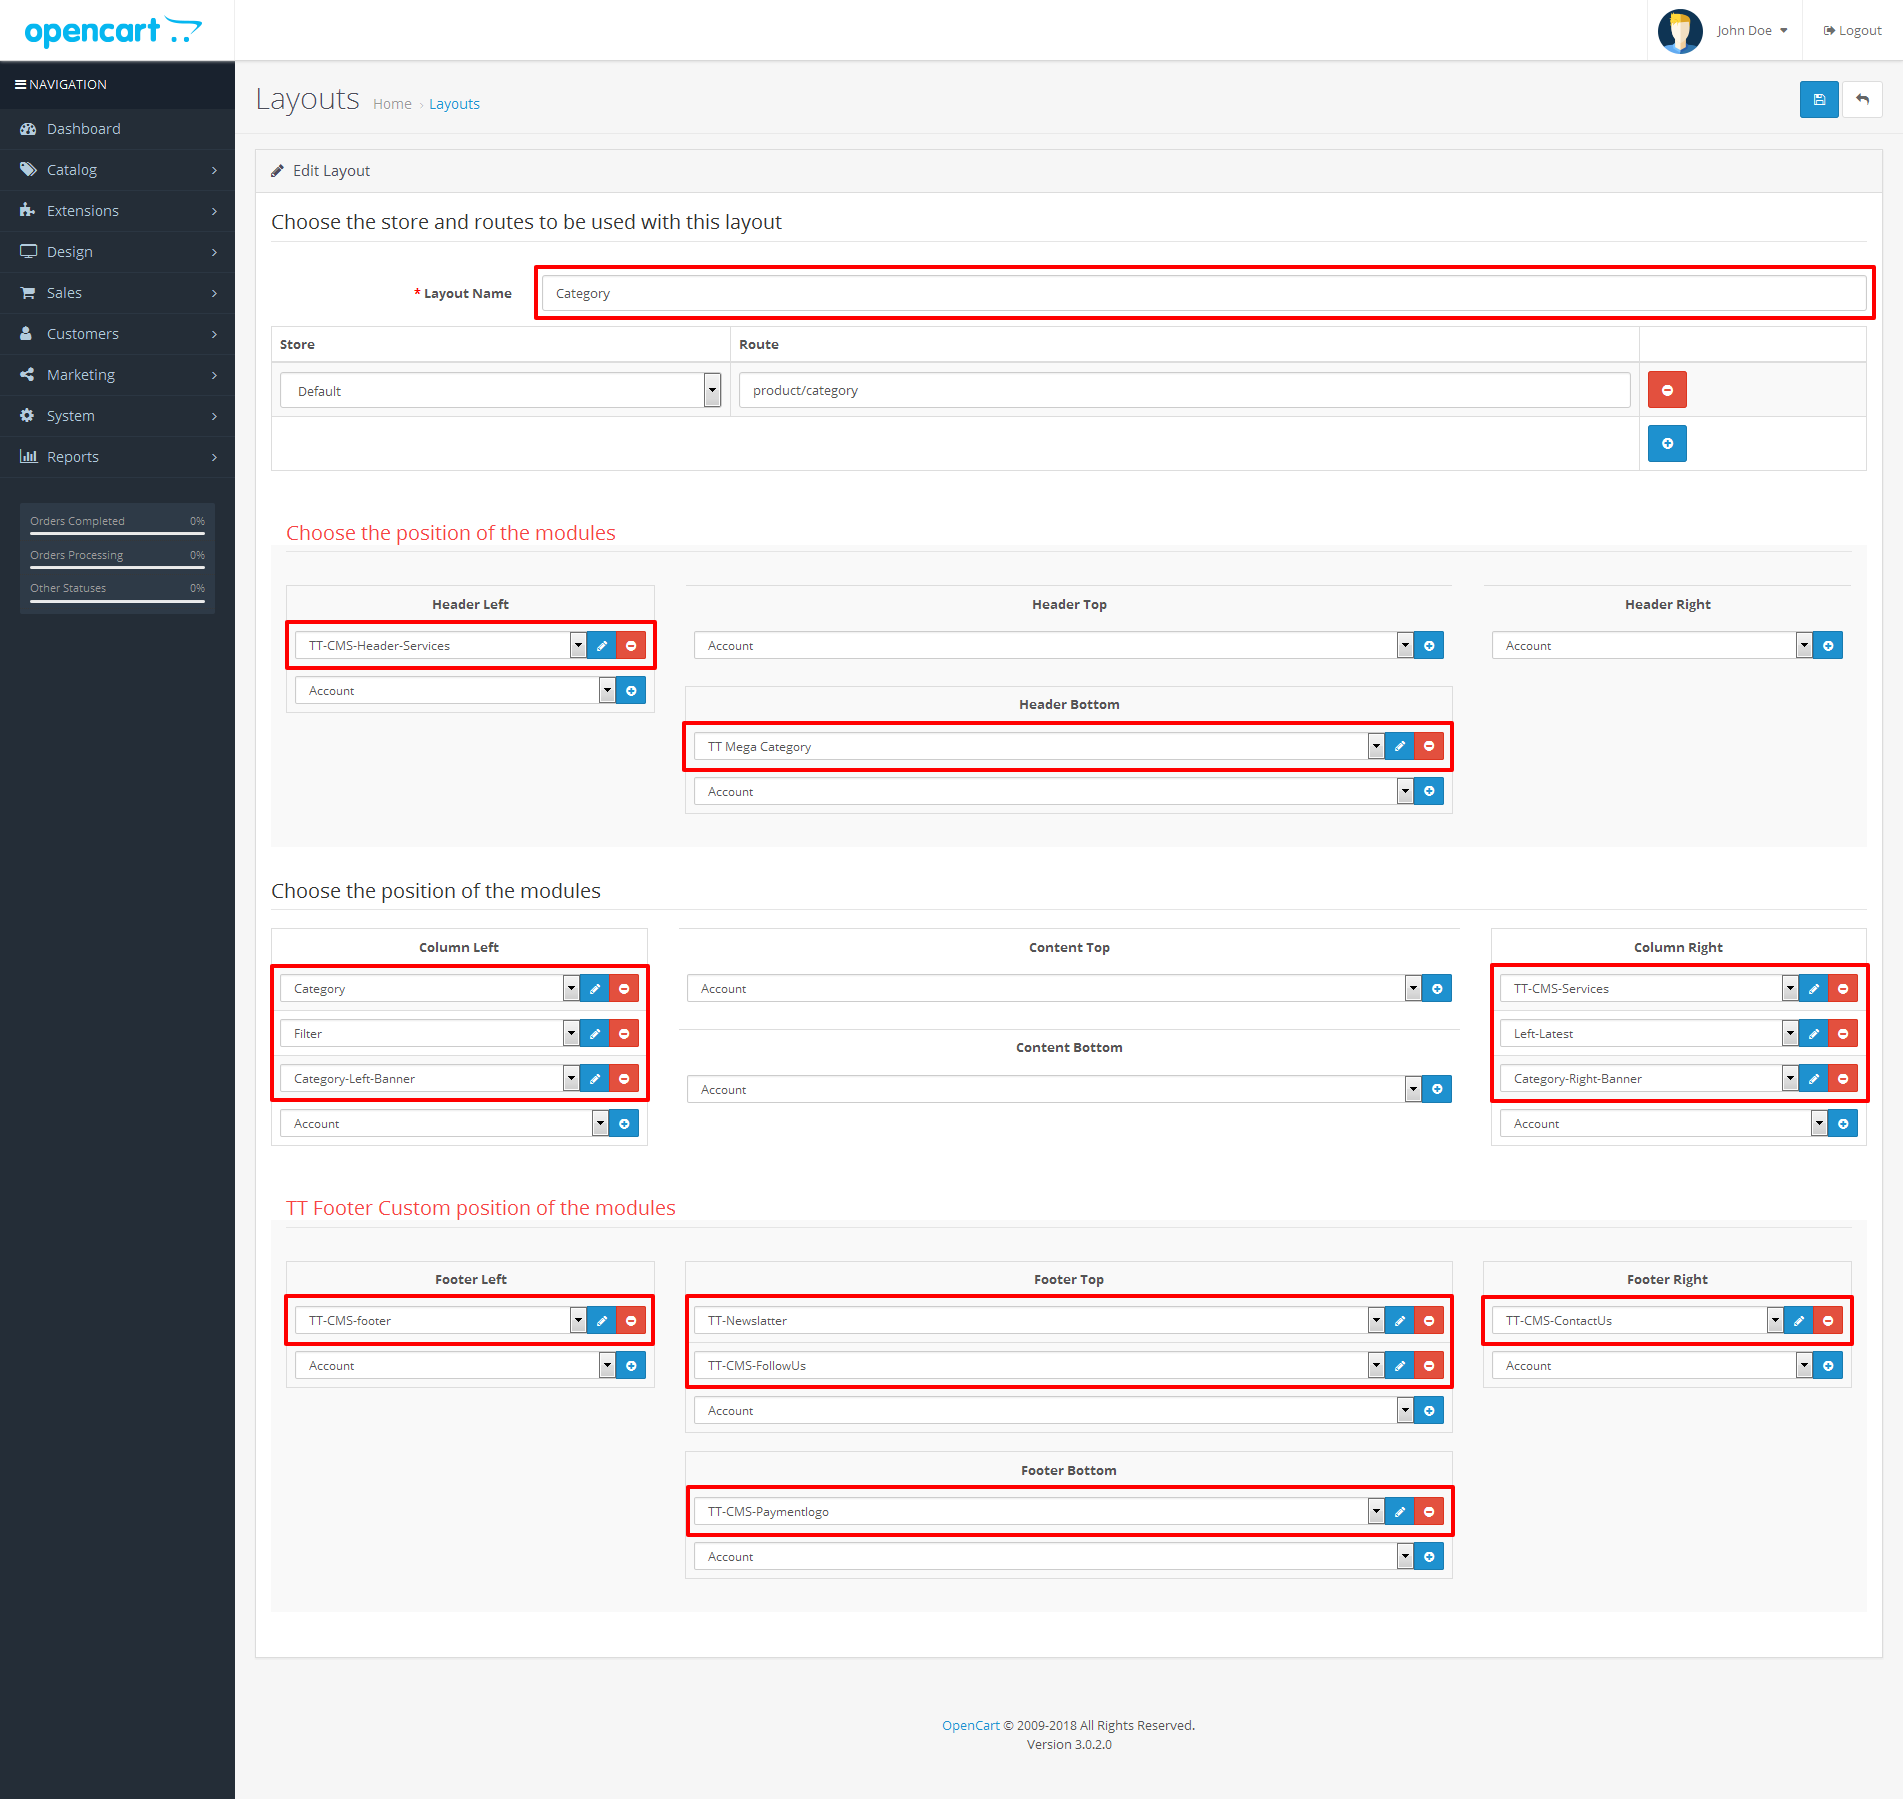 opencart
John Doe
Logout
NAVIGATION
Dashboard
Catalog
Extensions
Design
Sales
Customers
Marketing
System
Reports
Orders Completed 0%
Orders Processing 0%
Other Statuses 0%
Layouts Home › Layouts
Edit Layout
Choose the store and routes to be used with this layout
* Layout Name Category
Store Route
Default product/category
Choose the position of the modules
Header Left
TT-CMS-Header-Services
Account
Header Top
Account
Header Right
Account
Header Bottom
TT Mega Category
Account
Choose the position of the modules
Column Left
Category
Filter
Category-Left-Banner
Account
Content Top
Account
Content Bottom
Account
Column Right
TT-CMS-Services
Left-Latest
Category-Right-Banner
Account
TT Footer Custom position of the modules
Footer Left
TT-CMS-footer
Account
Footer Top
TT-Newslatter
TT-CMS-FollowUs
Account
Footer Right
TT-CMS-ContactUs
Account
Footer Bottom
TT-CMS-Paymentlogo
Account
OpenCart © 2009-2018 All Rights Reserved.
Version 3.0.2.0